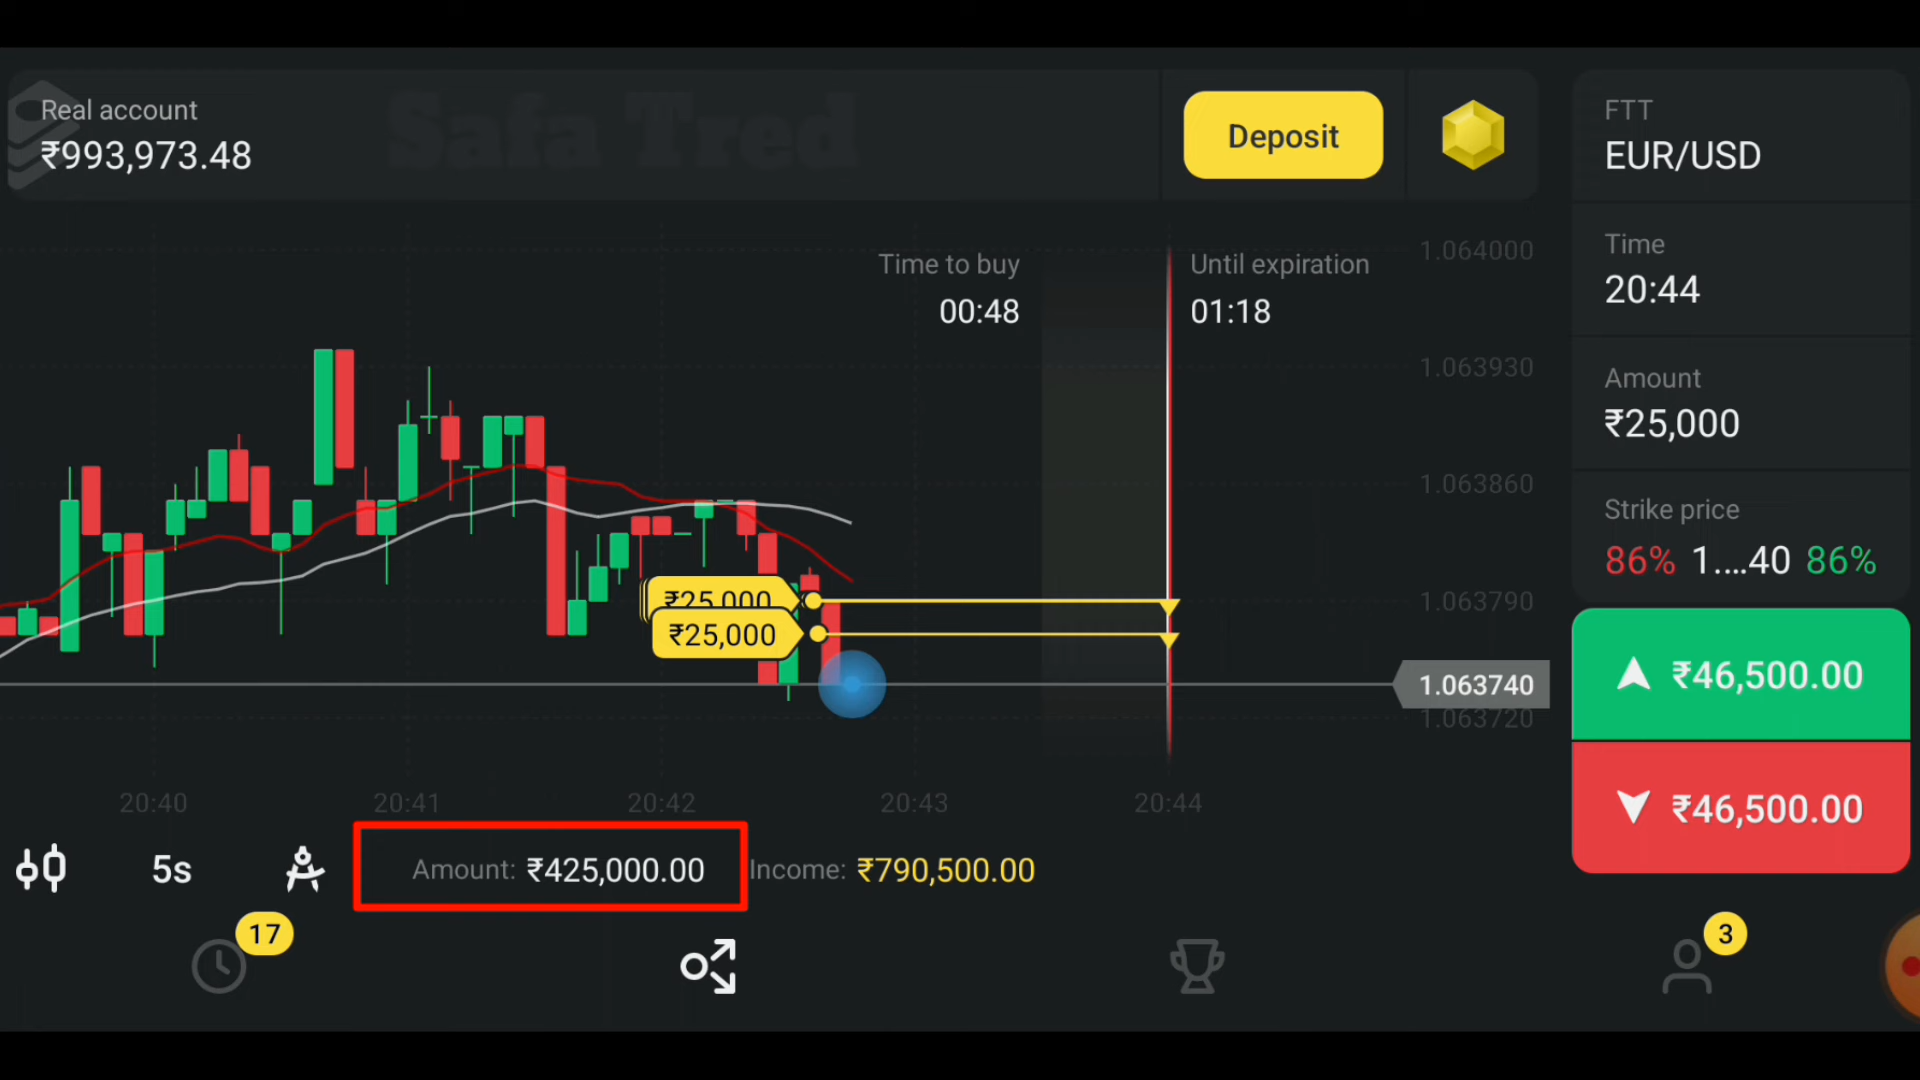 Real account
₹993,973.48
Safa Tred
Deposit
FTT
EUR/USD
Time
20:44
Amount
₹25,000
Strike price
86% 1....40 86%
₹46,500.00
₹46,500.00
Time to buy
00:48
Until expiration
01:18
1.064000
1.063930
1.063860
1.063790
1.063740
1.063720
₹25,000
₹25,000
20:40 20:41 20:42 20:43 20:44
5s
Amount: ₹425,000.00
Income: ₹790,500.00
17
3